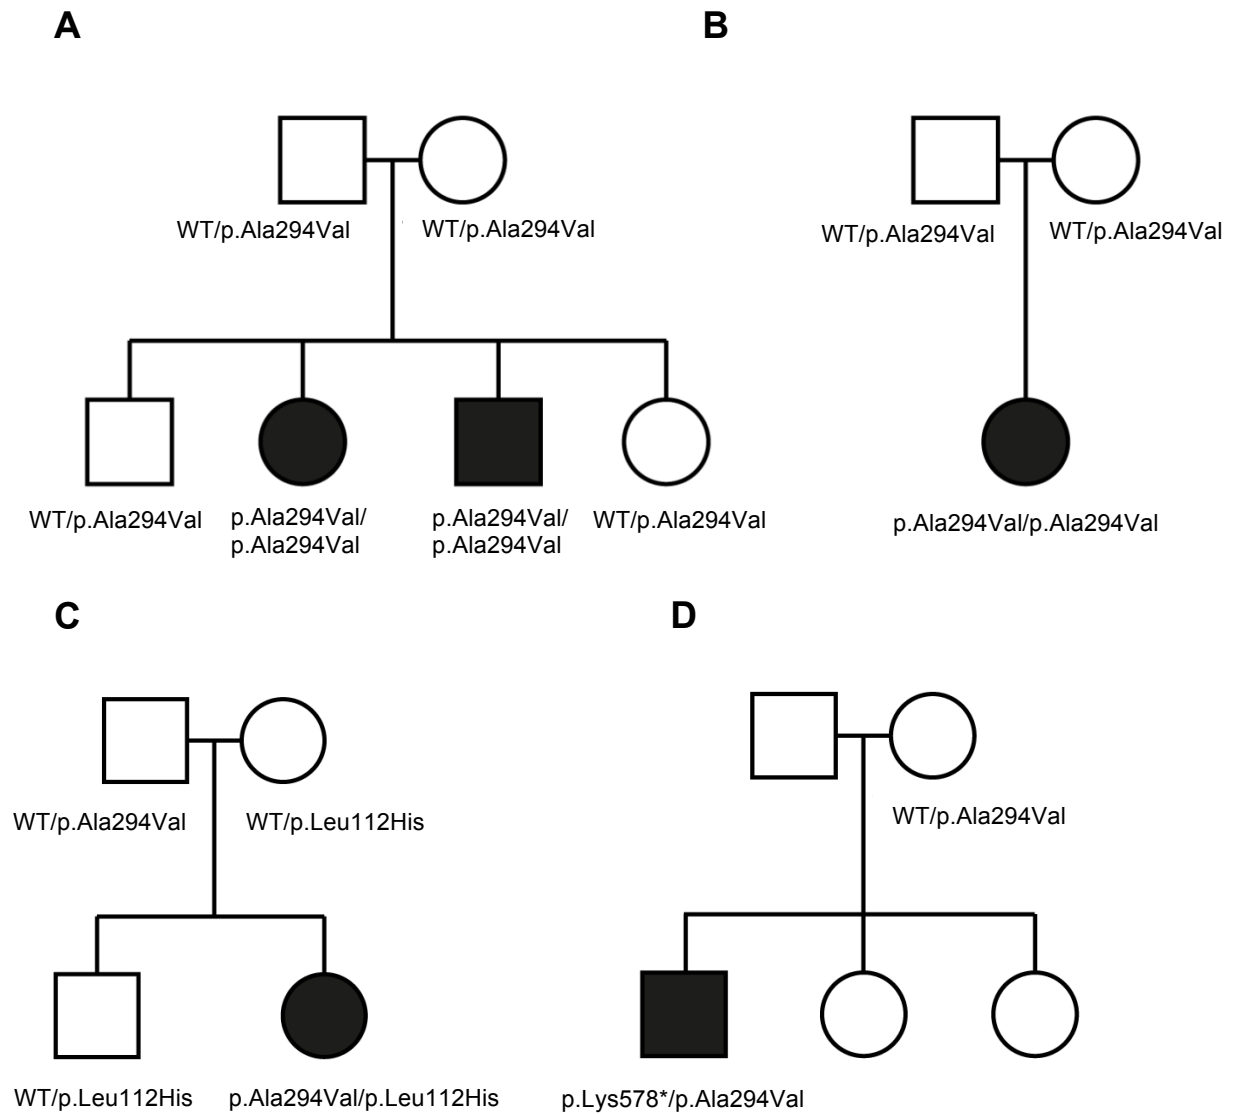 A
B
WT/p.Ala294Val
WT/p.Ala294Val
WT/p.Ala294Val
WT/p.Ala294Val
WT/p.Ala294Val
p.Ala294Val/
p.Ala294Val
p.Ala294Val/
p.Ala294Val
WT/p.Ala294Val
p.Ala294Val/p.Ala294Val
C
D
WT/p.Ala294Val
WT/p.Leu112His
WT/p.Ala294Val
WT/p.Leu112His
p.Ala294Val/p.Leu112His
p.Lys578*/p.Ala294Val